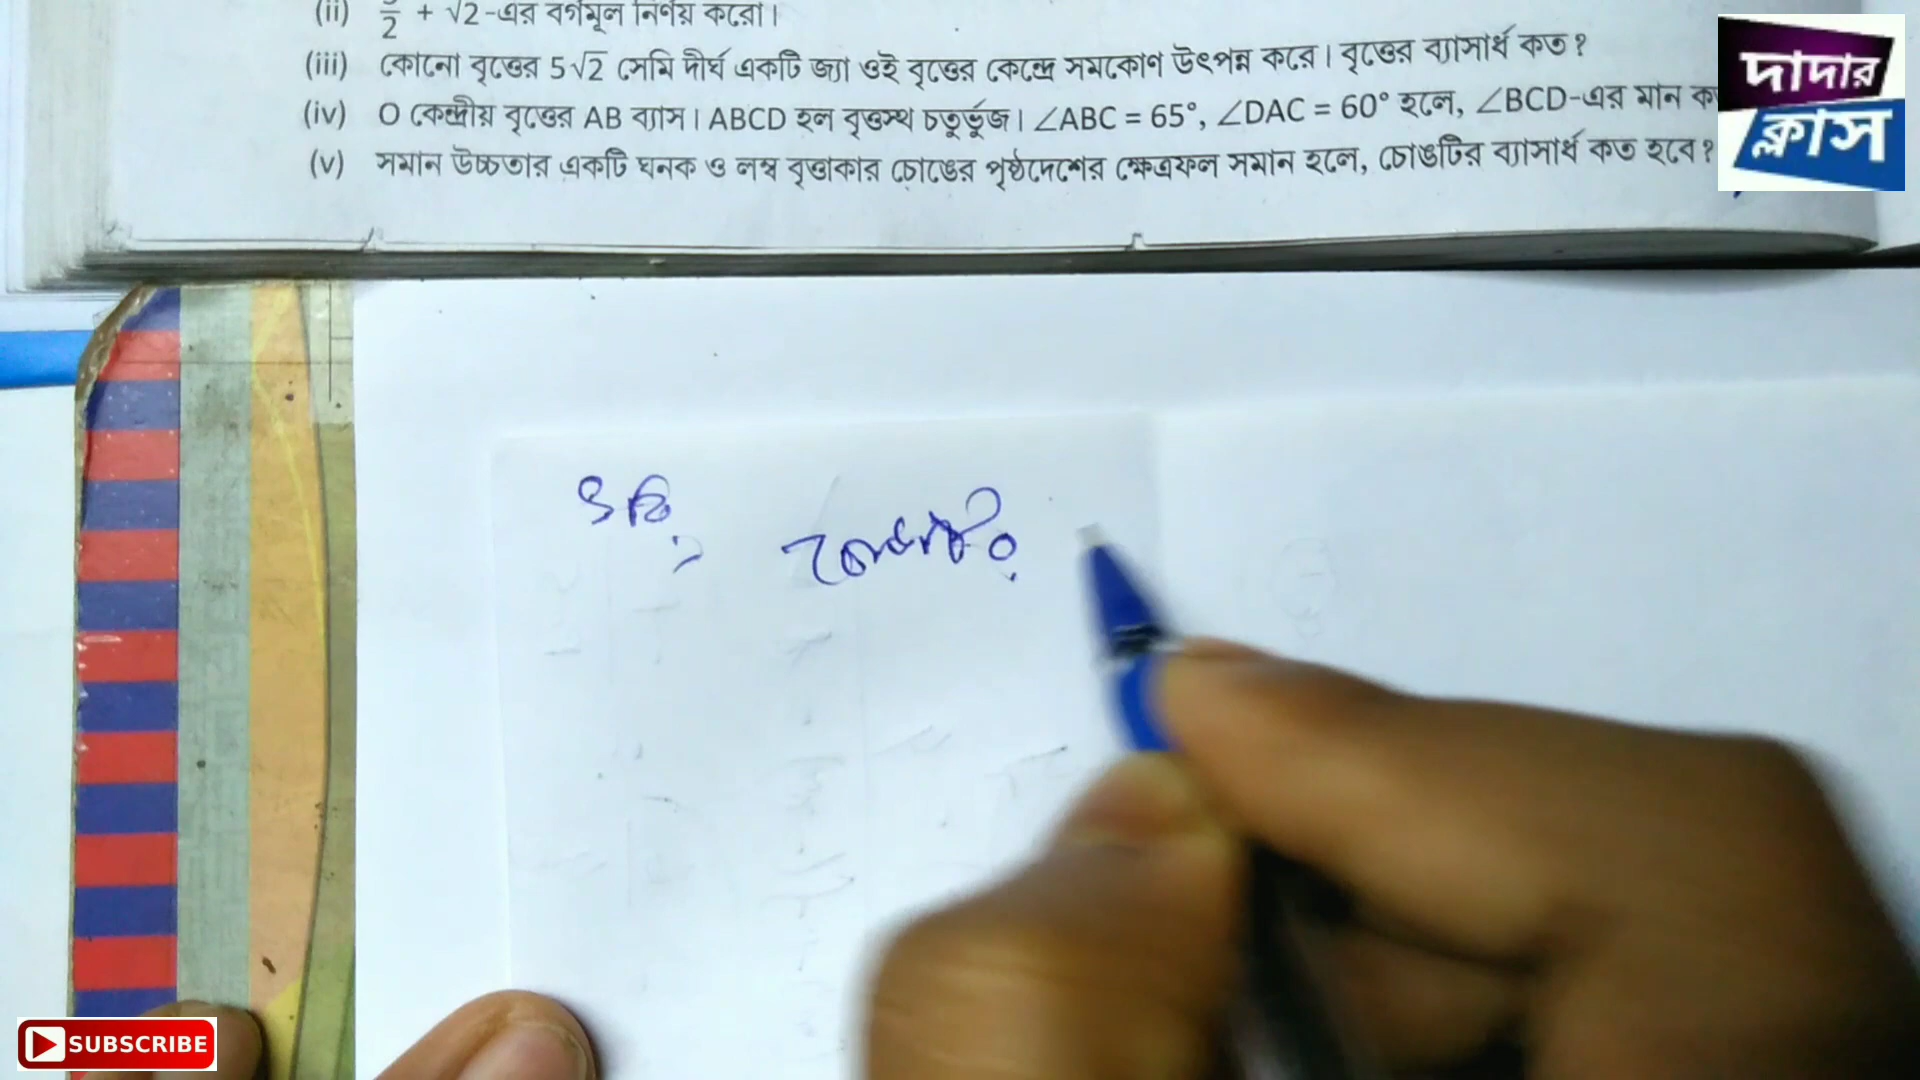 (ii) 2 + √2-এর বর্গমূল নির্ণয় করো।
(iii) কোনো বৃত্তের 5√2 সেমি দীর্ঘ একটি জ্যা ওই বৃত্তের কেন্দ্রে সমকোণ উৎপন্ন করে। বৃত্তের ব্যাসার্ধ কত?
(iv) O কেন্দ্রীয় বৃত্তের AB ব্যাস। ABCD হল বৃত্তস্থ চতুর্ভুজ। ∠ABC = 65°, ∠DAC = 60° হলে, ∠BCD-এর মান
(v) সমান উচ্চতার একটি ঘনক ও লম্ব বৃত্তাকার চোঙের পৃষ্ঠদেশের ক্ষেত্রফল সমান হলে, চোঙটির ব্যাসার্ধ কত হবে?
দাদার
ক্লাস
SUBSCRIBE